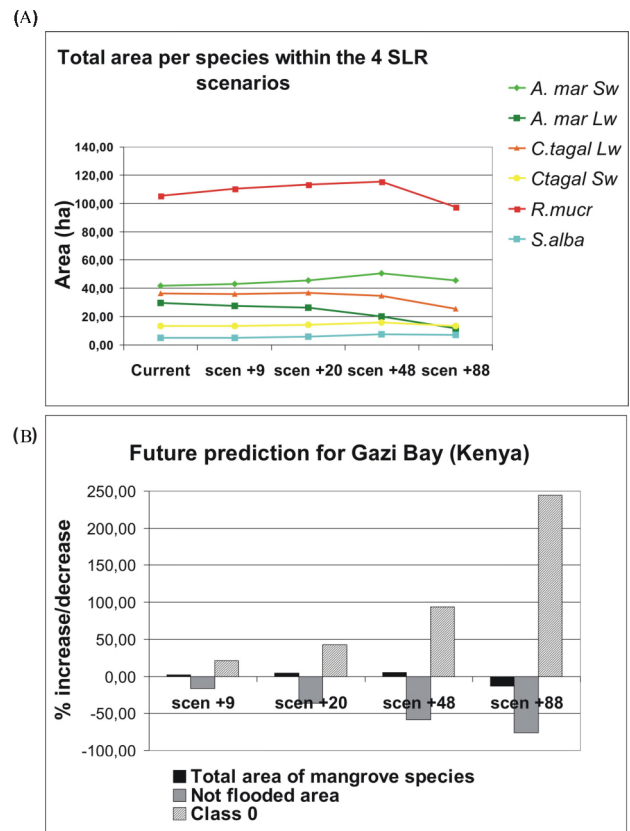 (A)
Total area per species within the 4 SLR
scenarios
A. mar Sw
A. mar Lw
C.tagal Lw
Ctagal Sw
R.mucr
S.alba
Area (ha)
140,00
120,00
100,00
80,00
60,00
40,00
20,00
0,00
Current scen +9 scen +20 scen +48 scen +88
(B)
Future prediction for Gazi Bay (Kenya)
% increase/decrease
250,00
200,00
150,00
100,00
50,00
0,00
-50,00
-100,00
scen +9 scen +20 scen +48 scen +88
Total area of mangrove species
Not flooded area
Class 0